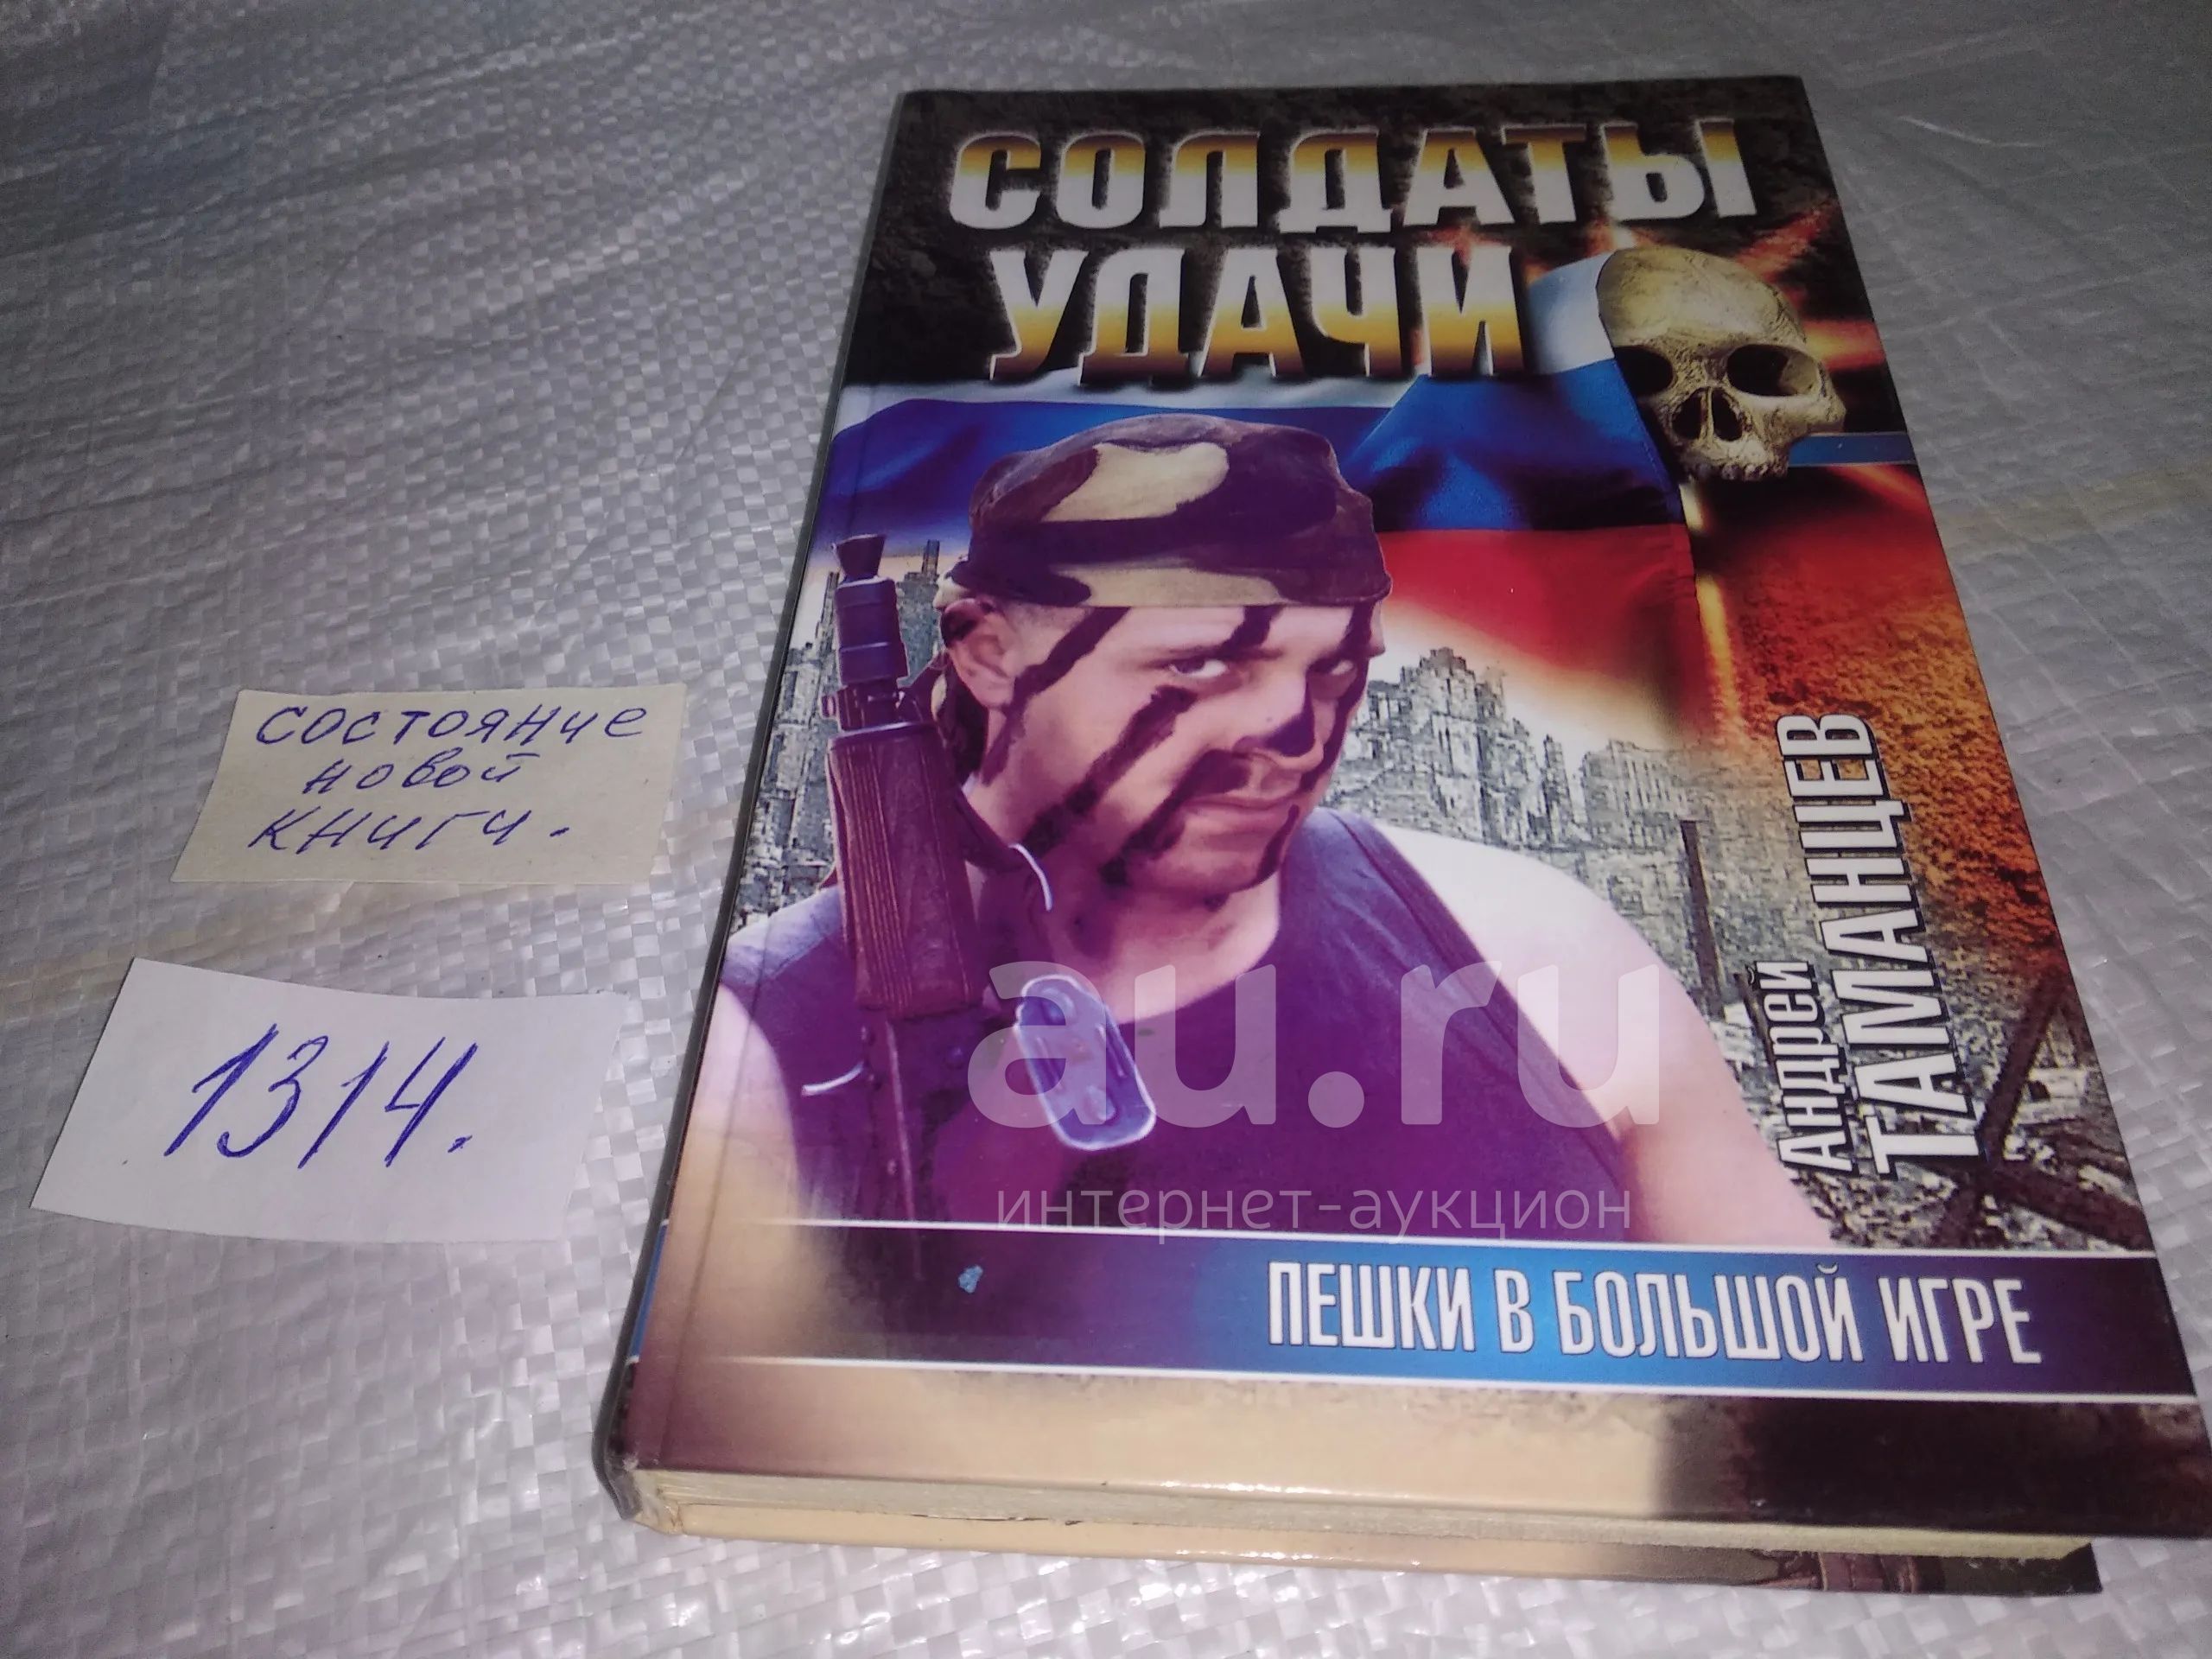 СОЛДАТЫ
УДАЧИ
Андрей
ТАМАНЦЕВ
ПЕШКИ В БОЛЬШОЙ ИГРЕ
состояние
новой
книги.
1314.
au.ru
интернет-аукцион